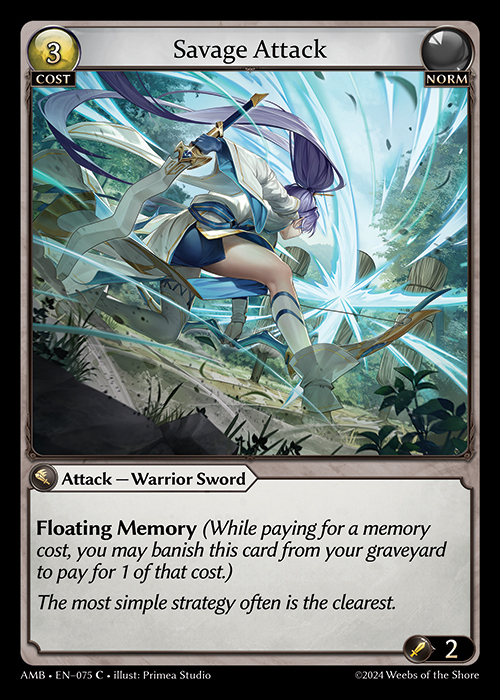 3
Savage Attack
COST
NORM
Attack — Warrior Sword
Floating Memory (While paying for a memory
cost, you may banish this card from your graveyard
to pay for 1 of that cost.)
The most simple strategy often is the clearest.
2
AMB • EN–075 C • illust: Primea Studio
©2024 Weebs of the Shore